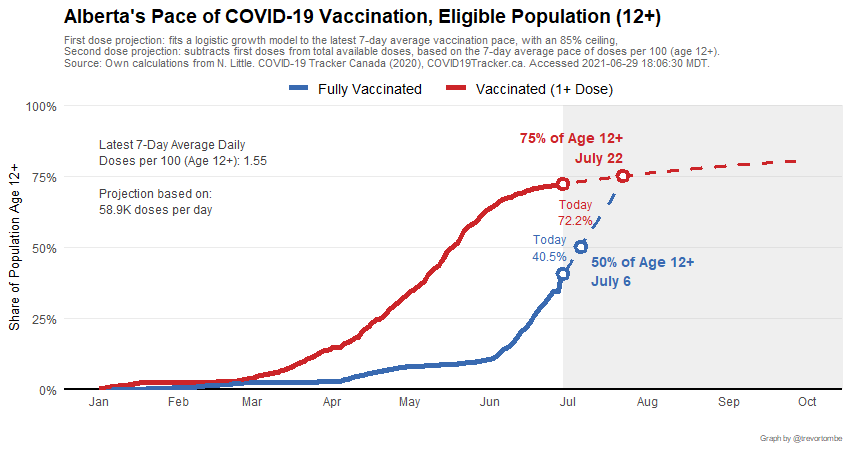 Alberta's Pace of COVID-19 Vaccination, Eligible Population (12+)
First dose projection: fits a logistic growth model to the latest 7-day average vaccination pace, with an 85% ceiling,
Second dose projection: subtracts first doses from total available doses, based on the 7-day average pace of doses per 100 (age 12+).
Source: Own calculations from N. Little. COVID-19 Tracker Canada (2020), COVID19Tracker.ca. Accessed 2021-06-29 18:06:30 MDT.
Fully Vaccinated
Vaccinated (1+ Dose)
Share of Population Age 12+
100%
75%
50%
25%
0%
Latest 7-Day Average Daily
Doses per 100 (Age 12+): 1.55
Projection based on:
58.9K doses per day
75% of Age 12+
July 22
Today
72.2%
Today
40.5%
50% of Age 12+
July 6
Jan
Feb
Mar
Apr
May
Jun
Jul
Aug
Sep
Oct
Graph by @trevortombe